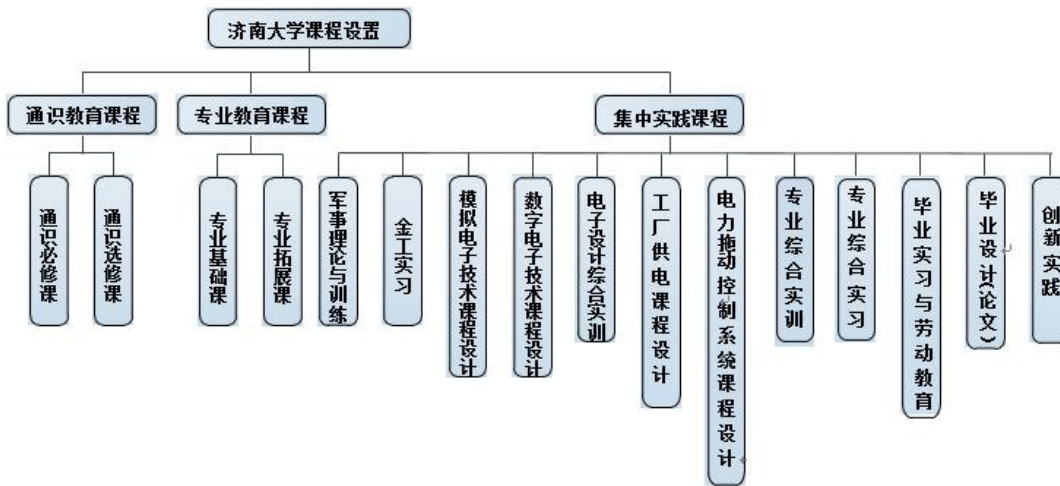 济南大学课程设置
通识教育课程
专业教育课程
集中实践课程
通识必修课
通识选修课
专业基础课
专业拓展课
军事理论与训练
金工实习
模拟电子技术课程设计
数字电子技术课程设计
电子设计综合实训
工厂供电课程设计
电力拖动控制系统课程设计
专业综合实训
专业综合实习
毕业实习与劳动教育
毕业设计(论文)
创新实践